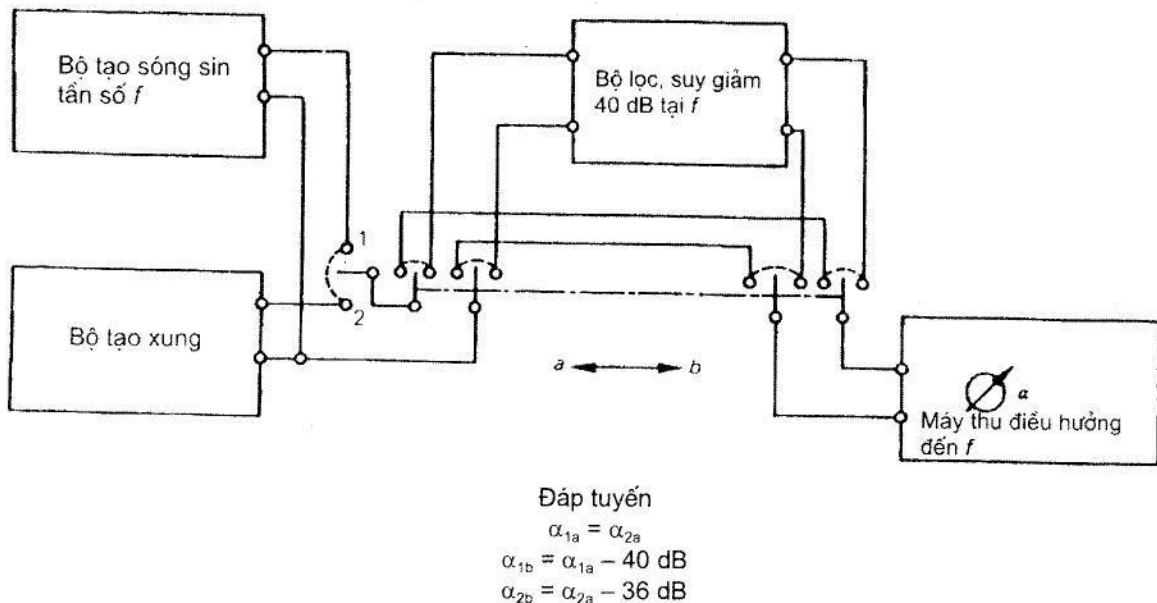 Bộ tạo sóng sin
tần số f
Bộ lọc, suy giảm
40 dB tại f
1
2
Bộ tạo xung
a
b
α
Máy thu điều hưởng
đến f
Đáp tuyến
α1a = α2a
α1b = α1a – 40 dB
α2b = α2a – 36 dB